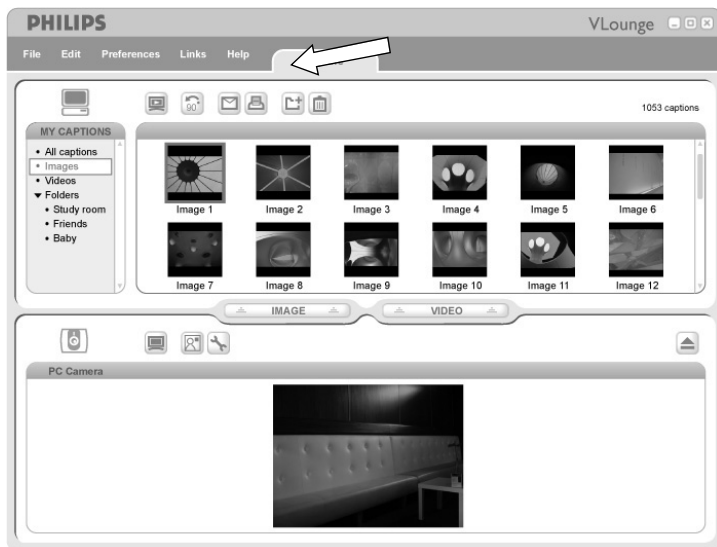 PHILIPS VLounge
File Edit Preferences Links Help
90°
1053 captions
MY CAPTIONS
• All captions
• Images
• Videos
▼ Folders
• Study room
• Friends
• Baby
Image 1 Image 2 Image 3 Image 4 Image 5 Image 6
Image 7 Image 8 Image 9 Image 10 Image 11 Image 12
IMAGE VIDEO
PC Camera